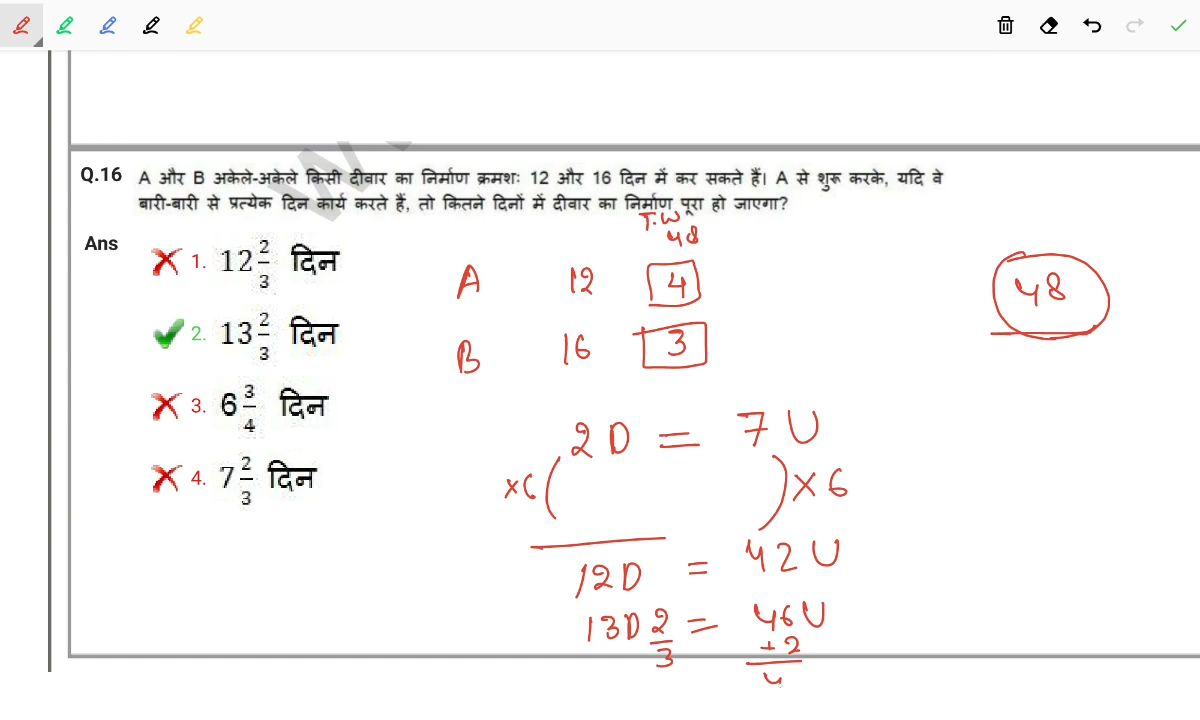 Q.16 A और B अकेले-अकेले किसी दीवार का निर्माण क्रमशः 12 और 16 दिन में कर सकते हैं। A से शुरू करके, यदि वे
बारी-बारी से प्रत्येक दिन कार्य करते हैं, तो कितने दिनों में दीवार का निर्माण पूरा हो जाएगा?
Ans
1. 12 2/3 दिन
2. 13 2/3 दिन
3. 6 3/4 दिन
4. 7 2/3 दिन
T.W
48
A 12 4
B 16 3
48
2D = 7U
×6 ( ) × 6
12D = 42U
13D 2/3 = 46U
+2
4